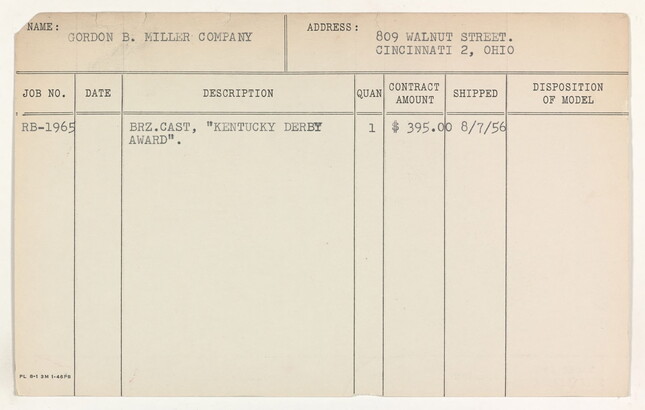 NAME: GORDON B. MILLER COMPANY
ADDRESS: 809 WALNUT STREET.
CINCINNATI 2, OHIO
JOB NO. DATE DESCRIPTION QUAN CONTRACT AMOUNT SHIPPED DISPOSITION OF MODEL
RB-1965 BRZ.CAST, "KENTUCKY DERBY 1 $ 395.00 8/7/56
AWARD".